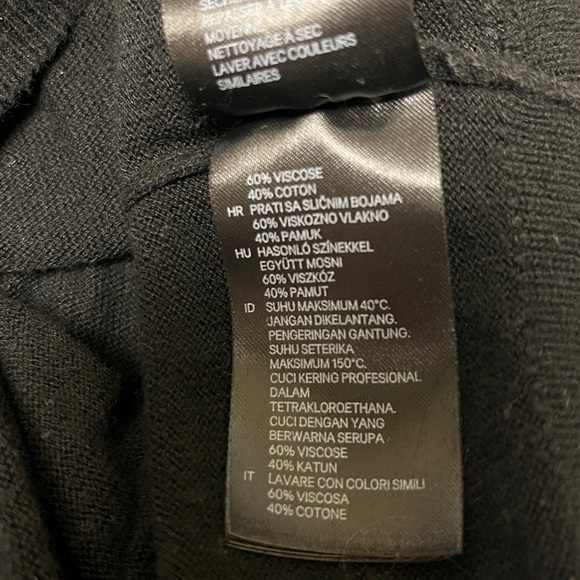 REPASSER À
MOYENNE
NETTOYAGE À SEC
LAVER AVEC COULEURS
SIMILAIRES
60% VISCOSE
40% COTON
HR PRATI SA SLIČNIM BOJAMA
60% VISKOZNO VLAKNO
40% PAMUK
HU HASONLÓ SZÍNEKKEL
EGYÜTT MOSNI
60% VISZKÓZ
40% PAMUT
ID SUHU MAKSIMUM 40°C.
JANGAN DIKELANTANG.
PENGERINGAN GANTUNG.
SUHU SETERIKA
MAKSIMUM 150°C.
CUCI KERING PROFESIONAL
DALAM
TETRAKLOROETHANA.
CUCI DENGAN YANG
BERWARNA SERUPA
60% VISCOSE
40% KATUN
IT LAVARE CON COLORI SIMILI
60% VISCOSA
40% COTONE